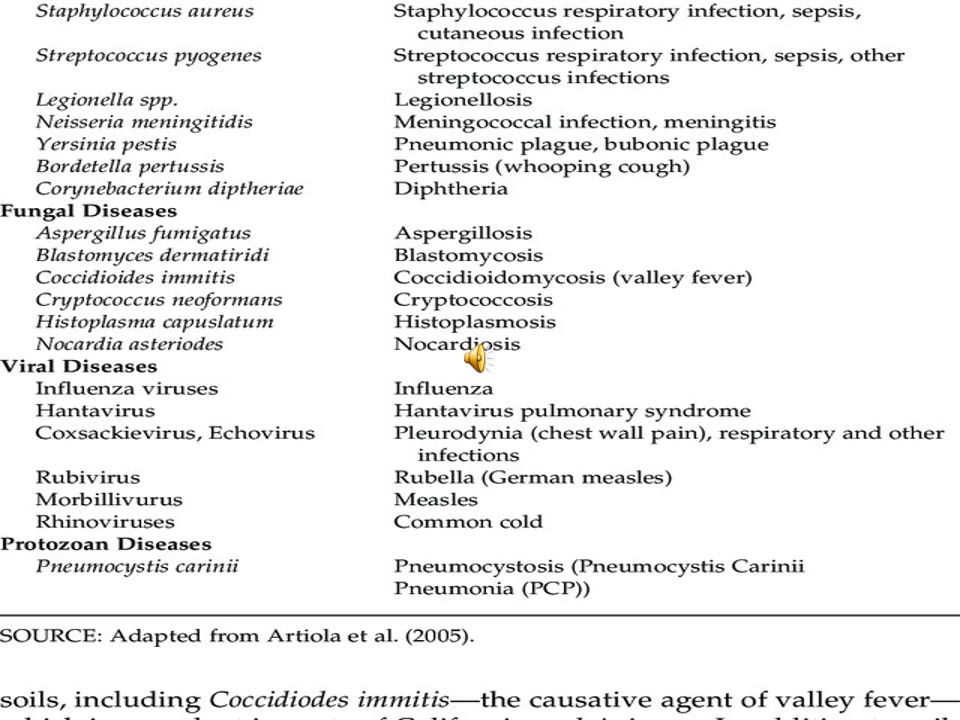 Staphylococcus aureus Staphylococcus respiratory infection, sepsis,
cutaneous infection
Streptococcus pyogenes Streptococcus respiratory infection, sepsis, other
streptococcus infections
Legionella spp. Legionellosis
Neisseria meningitidis Meningococcal infection, meningitis
Yersinia pestis Pneumonic plague, bubonic plague
Bordetella pertussis Pertussis (whooping cough)
Corynebacterium diptheriae Diphtheria
Fungal Diseases
Aspergillus fumigatus Aspergillosis
Blastomyces dermatiridi Blastomycosis
Coccidioides immitis Coccidioidomycosis (valley fever)
Cryptococcus neoformans Cryptococcosis
Histoplasma capuslatum Histoplasmosis
Nocardia asteriodes Nocardiosis
Viral Diseases
Influenza viruses Influenza
Hantavirus Hantavirus pulmonary syndrome
Coxsackievirus, Echovirus Pleurodynia (chest wall pain), respiratory and other
infections
Rubivirus Rubella (German measles)
Morbillivurus Measles
Rhinoviruses Common cold
Protozoan Diseases
Pneumocystis carinii Pneumocystosis (Pneumocystis Carinii
Pneumonia (PCP))
SOURCE: Adapted from Artiola et al. (2005).
soils, including Coccidiodes immitis—the causative agent of valley fever—